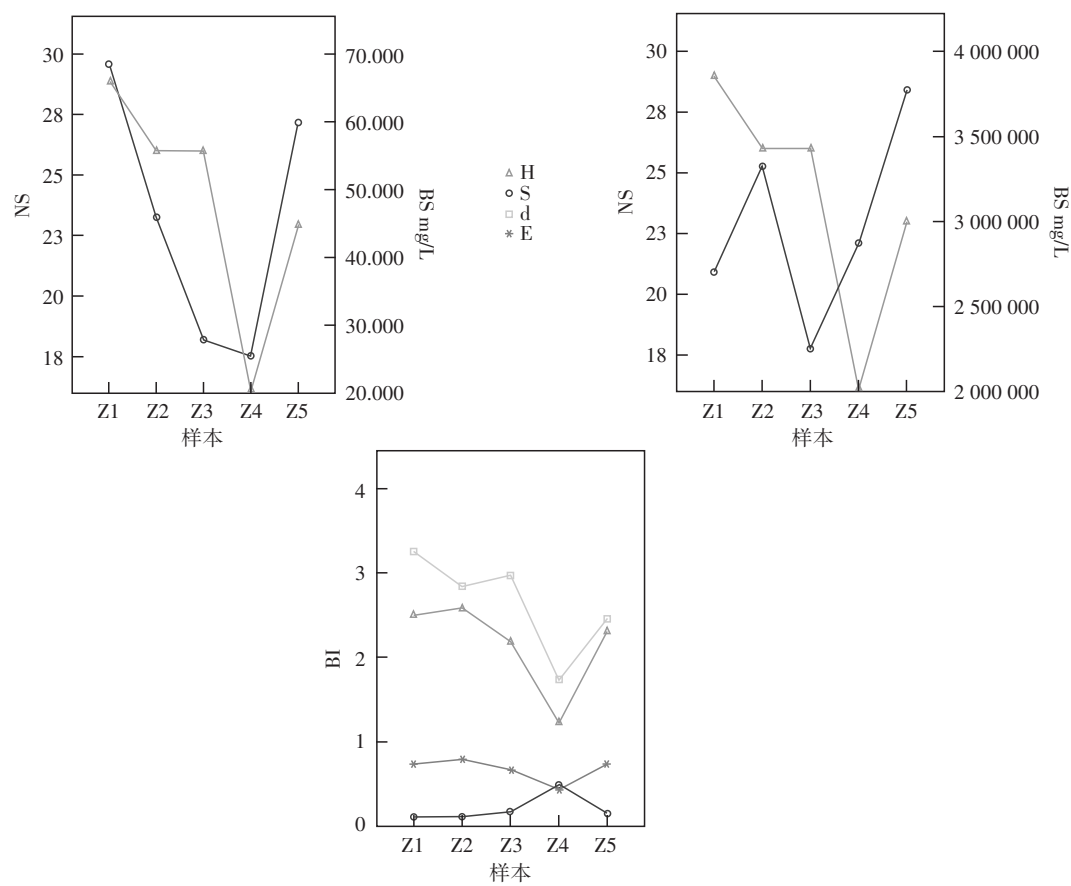 30
28
25
23
20
18
NS
70.000
60.000
50.000
40.000
30.000
20.000
BS mg/L
Z1 Z2 Z3 Z4 Z5
样本
H
S
d
E
30
28
25
23
20
18
NS
4 000 000
3 500 000
3 000 000
2 500 000
2 000 000
BS mg/L
Z1 Z2 Z3 Z4 Z5
样本
4
3
2
1
0
BI
Z1 Z2 Z3 Z4 Z5
样本